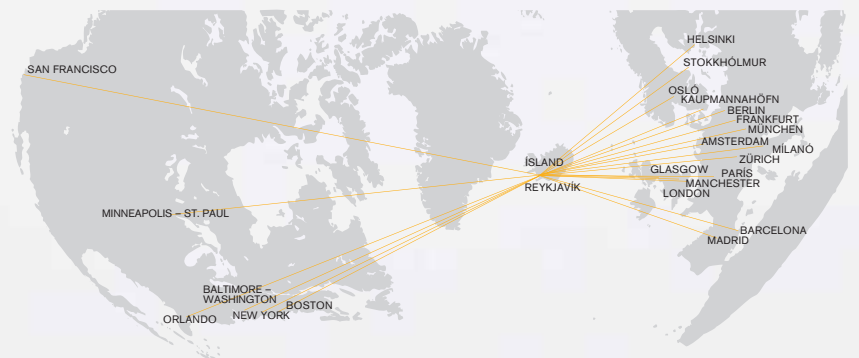 HELSINKI
SAN FRANCISCO
STOKKHÓLMUR
OSLÓ
KAUPMANNAHÖFN
BERLIN
FRANKFURT
MÜNCHEN
AMSTERDAM
MILANÓ
ZÜRICH
ÍSLAND
GLASGOW
PARÍS
REYKJAVÍK
MANCHESTER
LONDON
MINNEAPOLIS – ST. PAUL
BARCELONA
MADRID
BALTIMORE –
WASHINGTON
BOSTON
NEW YORK
ORLANDO